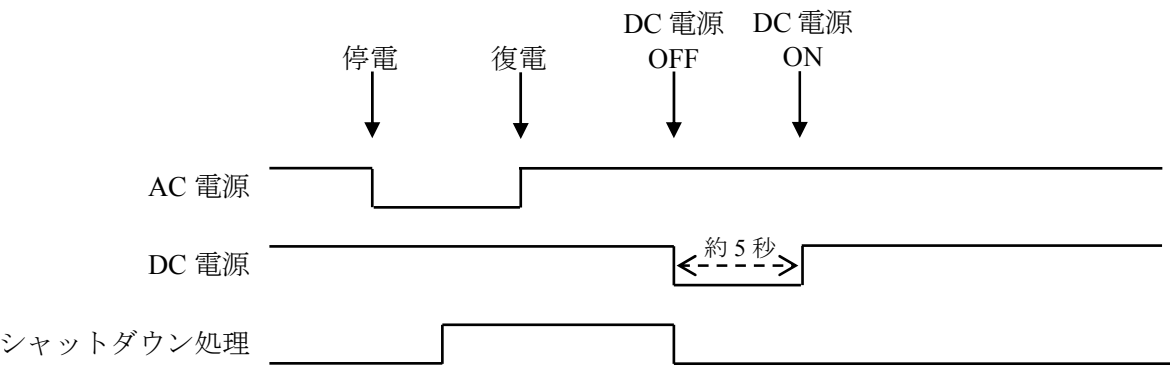 DC 電源 DC 電源
停電 復電 OFF ON
AC 電源
約 5 秒
DC 電源
シャットダウン処理